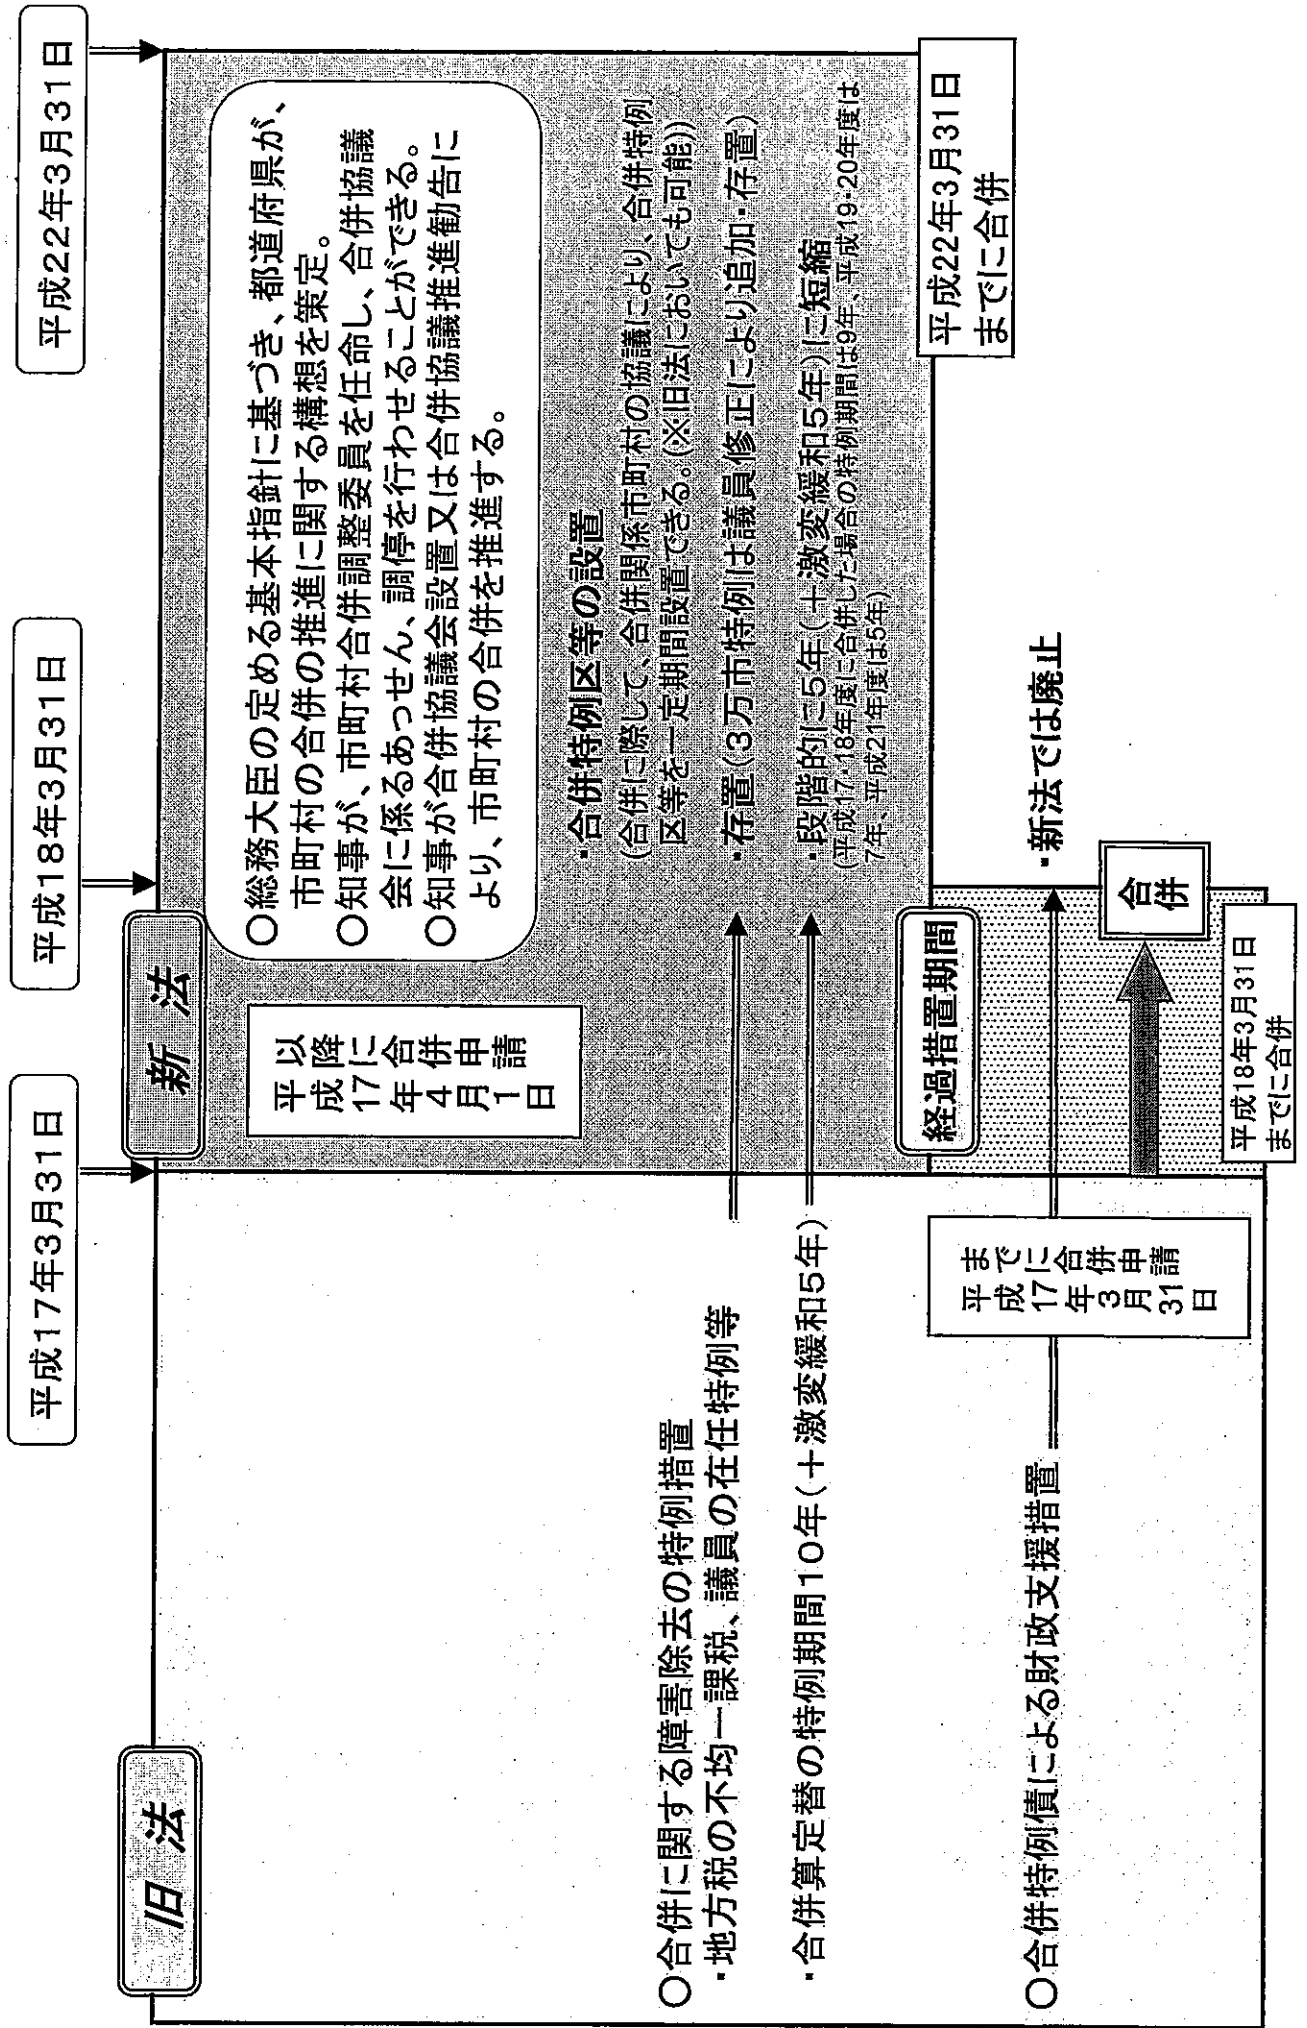 平成17年3月31日
平成18年3月31日
平成22年3月31日
旧 法
新 法
○総務大臣の定める基本指針に基づき、都道府県が、
市町村の合併の推進に関する構想を策定。
○知事が、市町村合併調整委員を任命し、合併協議
会に係るあっせん、調停を行わせることができる。
○知事が合併協議会設置又は合併協議推進勧告に
より、市町村の合併を推進する。
平成17年4月1日
以降に合併申請
・合併特例区等の設置
(合併に際して、合併関係市町村の協議により、合併特例
区等を一定期間設置できる。(※旧法においても可能))
○合併に関する障害除去の特例措置
・地方税の不均一課税、議員の在任特例等
・存置(3万市特例は議員修正により追加・存置)
・合併算定替の特例期間10年(+激変緩和5年)
・段階的に5年(+激変緩和5年)に短縮
(平成17・18年度に合併した場合の特例期間は9年、平成19・20年度は
7年、平成21年度は5年)
経過措置期間
平成22年3月31日
までに合併
平成17年3月31日
までに合併申請
○合併特例債による財政支援措置
・新法では廃止
合併
平成18年3月31日
までに合併